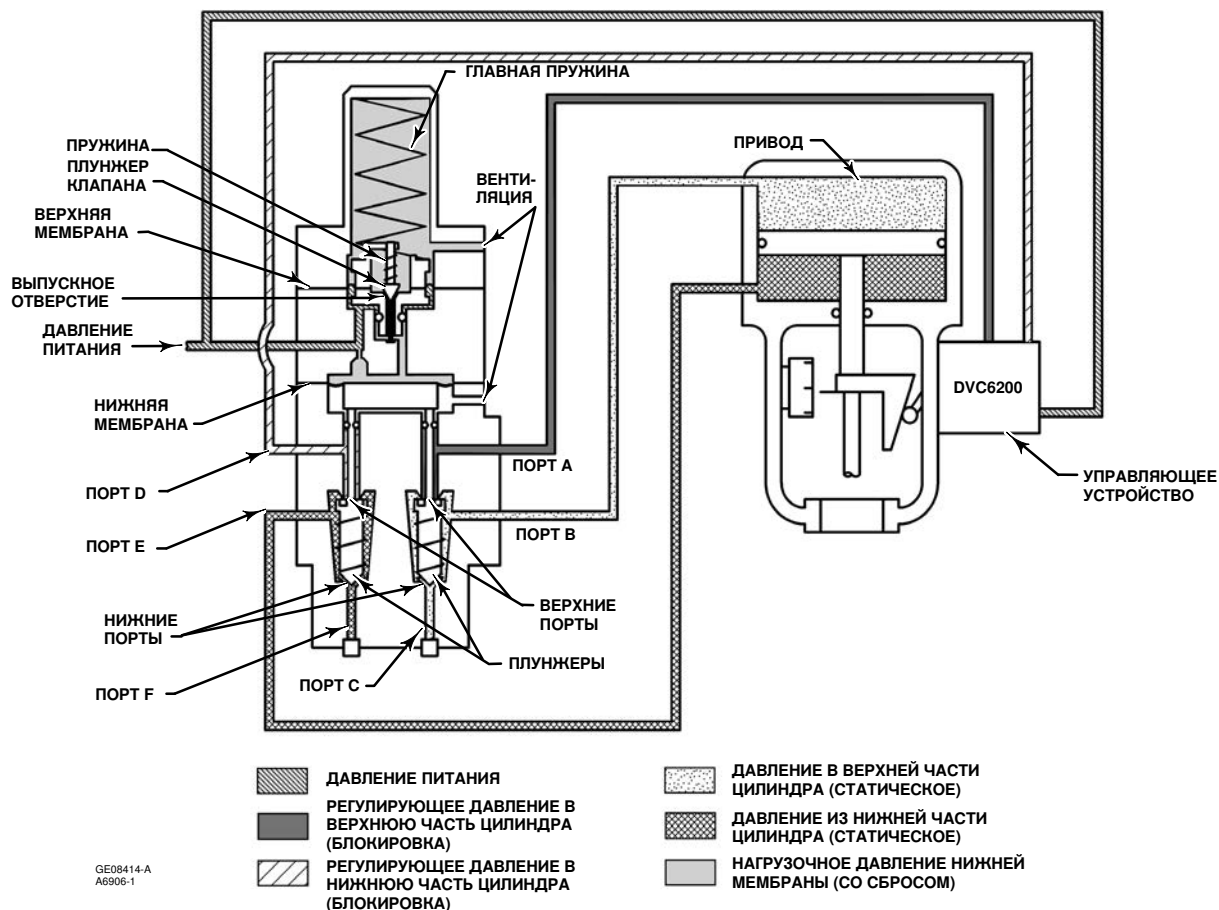 ГЛАВНАЯ ПРУЖИНА
ПРУЖИНА
ПЛУНЖЕР
КЛАПАНА
ВЕРХНЯЯ
МЕМБРАНА
ВЫПУСКНОЕ
ОТВЕРСТИЕ
ДАВЛЕНИЕ
ПИТАНИЯ
НИЖНЯЯ
МЕМБРАНА
ПОРТ D
ПОРТ E
НИЖНИЕ
ПОРТЫ
ПОРТ F
ВЕНТИ-
ЛЯЦИЯ
ПРИВОД
DVC6200
УПРАВЛЯЮЩЕЕ
УСТРОЙСТВО
ПОРТ A
ПОРТ B
ВЕРХНИЕ
ПОРТЫ
ПЛУНЖЕРЫ
ПОРТ C
ДАВЛЕНИЕ ПИТАНИЯ
РЕГУЛИРУЮЩЕЕ ДАВЛЕНИЕ В
ВЕРХНЮЮ ЧАСТЬ ЦИЛИНДРА
(БЛОКИРОВКА)
РЕГУЛИРУЮЩЕЕ ДАВЛЕНИЕ В
НИЖНЮЮ ЧАСТЬ ЦИЛИНДРА
(БЛОКИРОВКА)
ДАВЛЕНИЕ В ВЕРХНЕЙ ЧАСТИ
ЦИЛИНДРА (СТАТИЧЕСКОЕ)
ДАВЛЕНИЕ ИЗ НИЖНЕЙ ЧАСТИ
ЦИЛИНДРА (СТАТИЧЕСКОЕ)
НАГРУЗОЧНОЕ ДАВЛЕНИЕ НИЖНЕЙ
МЕМБРАНЫ (СО СБРОСОМ)
GE08414-A
A6906-1